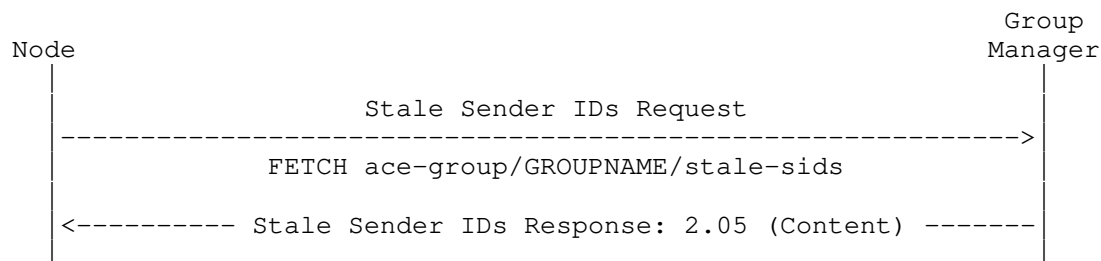 Group
Node Manager
Stale Sender IDs Request
FETCH ace-group/GROUPNAME/stale-sids
Stale Sender IDs Response: 2.05 (Content)